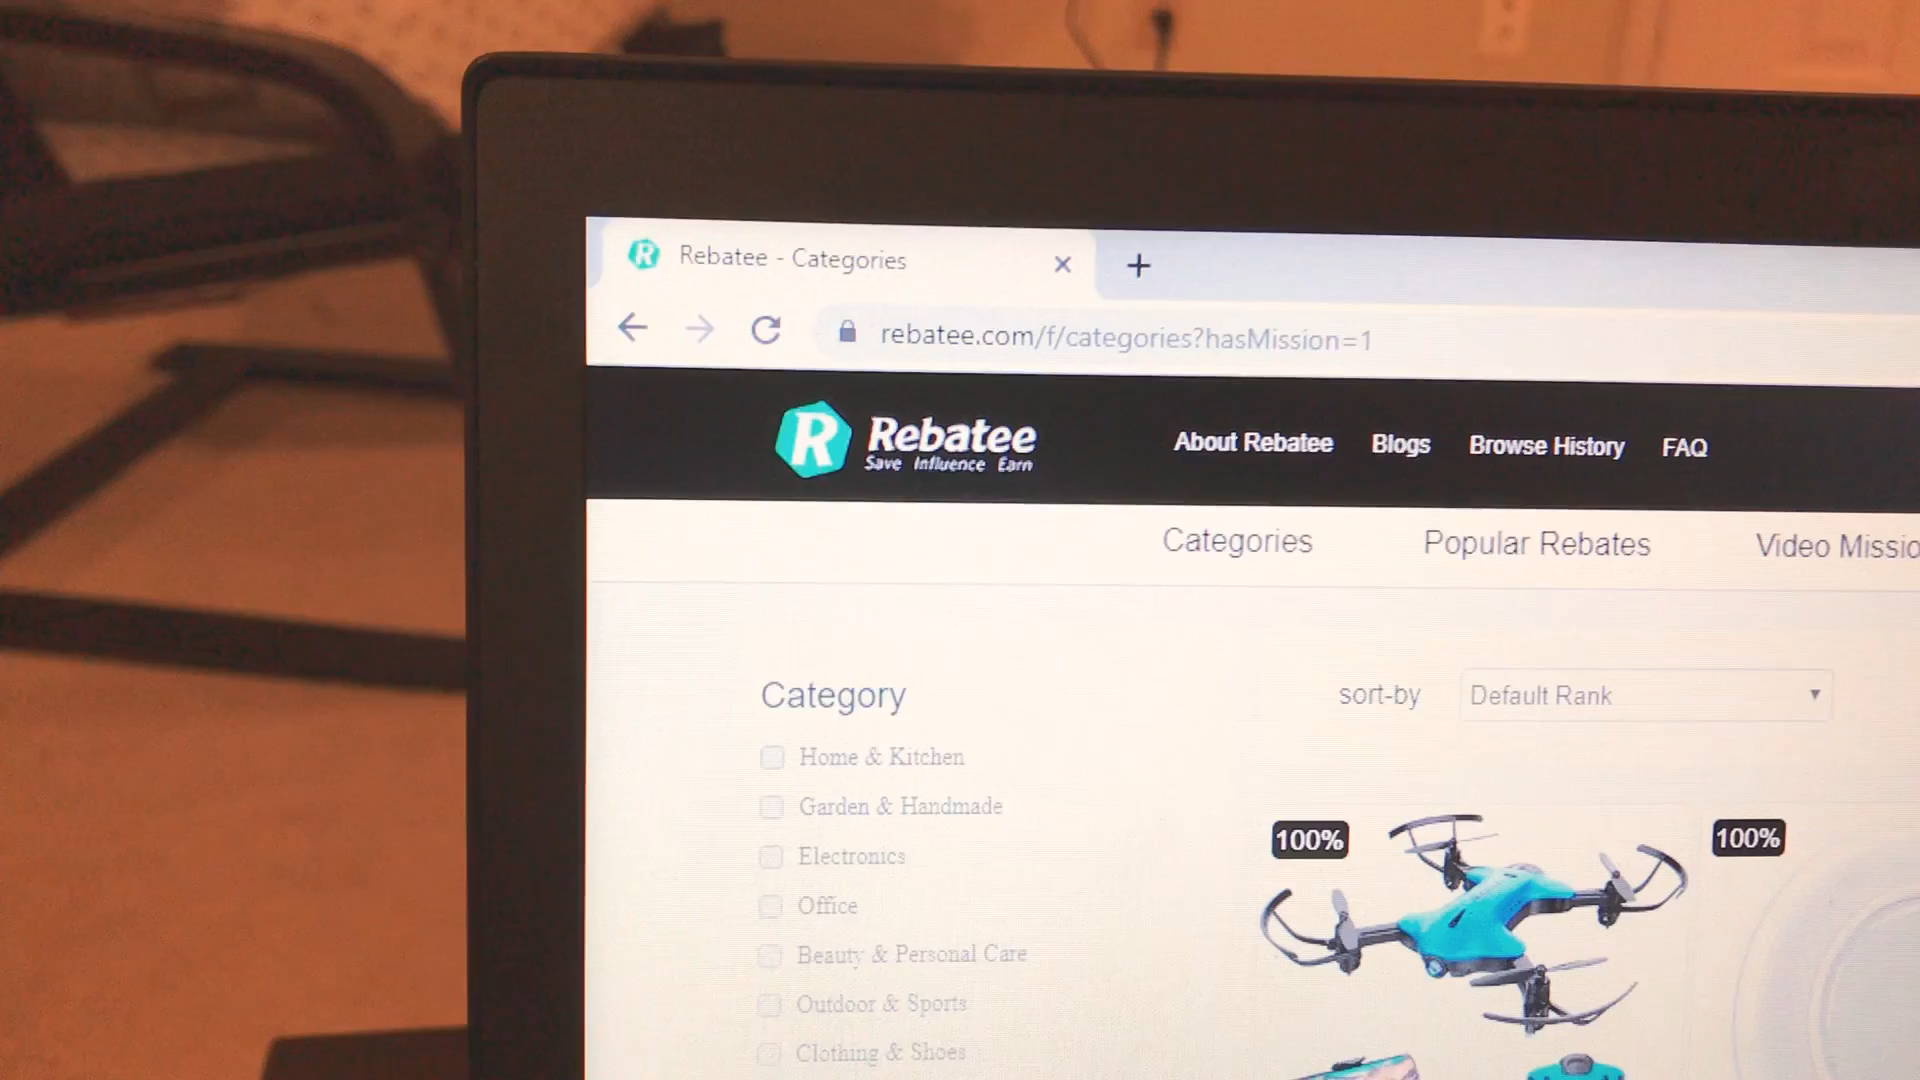 Rebatee - Categories
rebatee.com/f/categories?hasMission=1
Rebatee
Save Influence Earn
About Rebatee Blogs Browse History FAQ
Categories Popular Rebates Video Missio
Category
sort-by Default Rank
Home & Kitchen
Garden & Handmade
Electronics
Office
Beauty & Personal Care
Outdoor & Sports
Clothing & Shoes
100% 100%